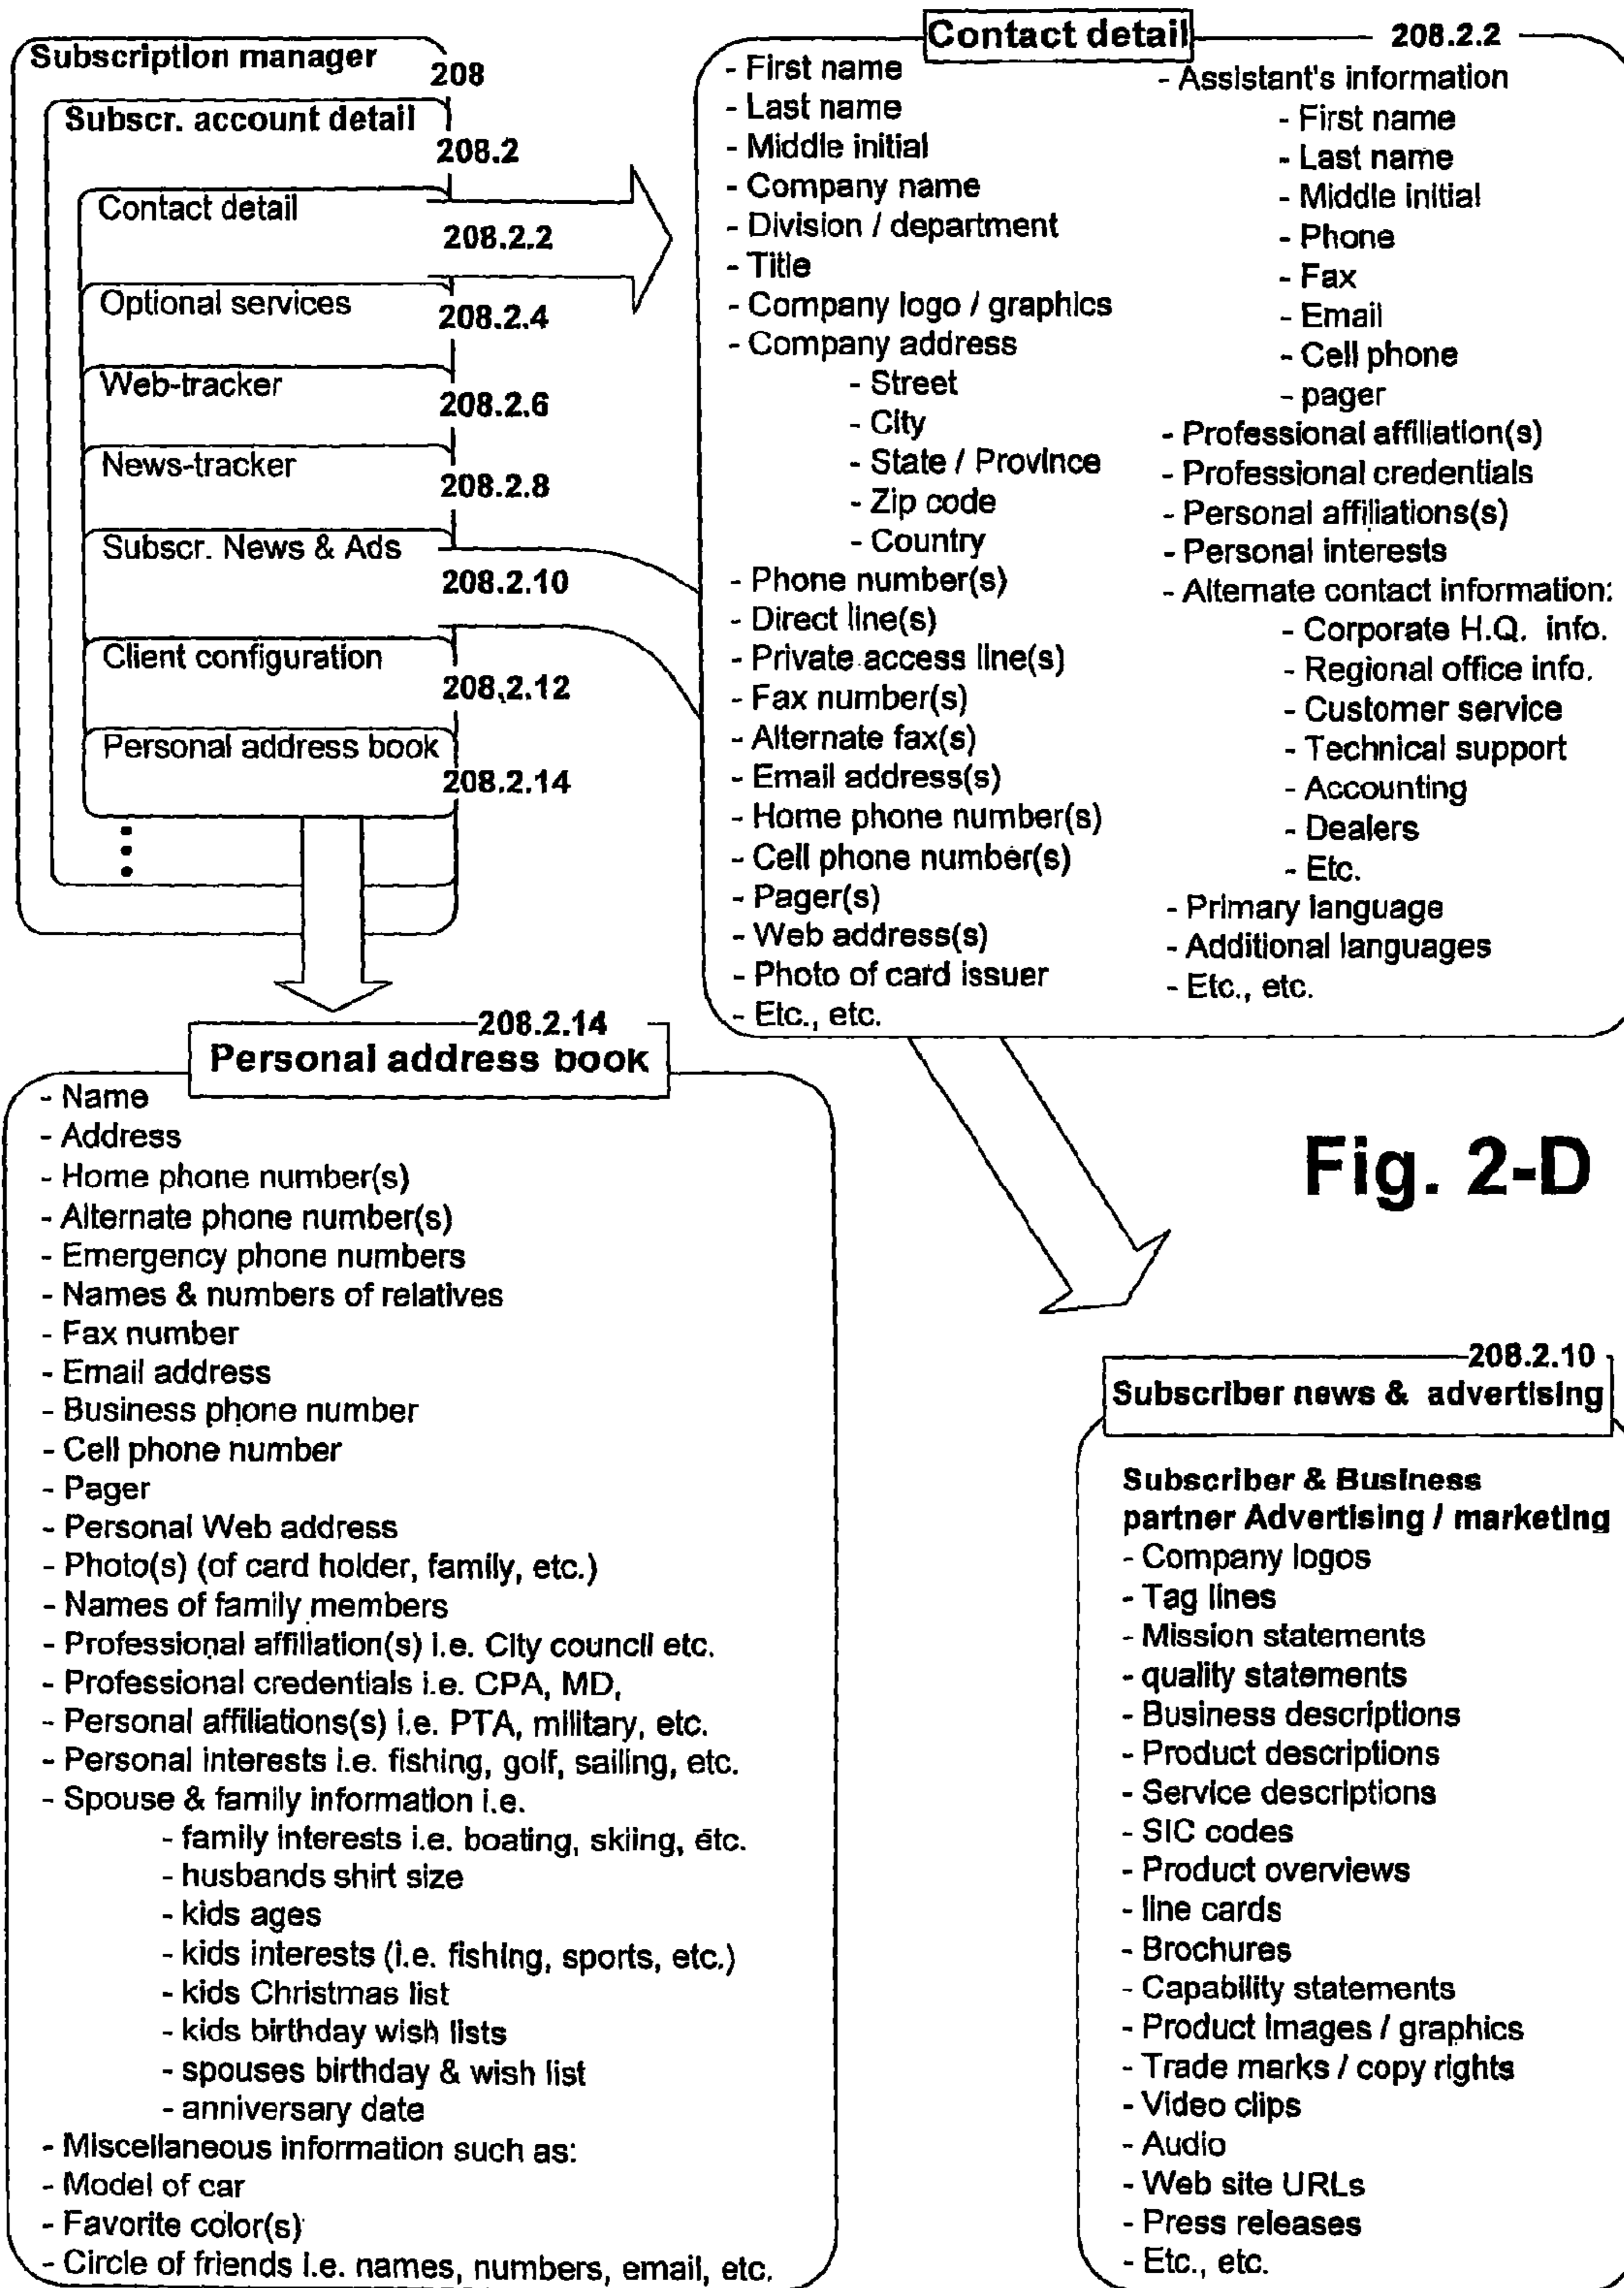 Subscription manager
208
Subscr. account detail
208.2
Contact detail
208.2.2
Optional services
208.2.4
Web-tracker
208.2.6
News-tracker
208.2.8
Subscr. News & Ads
208.2.10
Client configuration
208.2.12
Personal address book
208.2.14
Contact detail
208.2.2
- First name
- Last name
- Middle initial
- Company name
- Division / department
- Title
- Company logo / graphics
- Company address
- Street
- City
- State / Province
- Zip code
- Country
- Phone number(s)
- Direct line(s)
- Private access line(s)
- Fax number(s)
- Alternate fax(s)
- Email address(s)
- Home phone number(s)
- Cell phone number(s)
- Pager(s)
- Web address(s)
- Photo of card issuer
- Etc., etc.
- Assistant's information
- First name
- Last name
- Middle initial
- Phone
- Fax
- Email
- Cell phone
- pager
- Professional affiliation(s)
- Professional credentials
- Personal affiliations(s)
- Personal interests
- Alternate contact information:
- Corporate H.Q. info.
- Regional office info.
- Customer service
- Technical support
- Accounting
- Dealers
- Etc.
- Primary language
- Additional languages
- Etc., etc.
208.2.14
Personal address book
- Name
- Address
- Home phone number(s)
- Alternate phone number(s)
- Emergency phone numbers
- Names & numbers of relatives
- Fax number
- Email address
- Business phone number
- Cell phone number
- Pager
- Personal Web address
- Photo(s) (of card holder, family, etc.)
- Names of family members
- Professional affiliation(s) i.e. City council etc.
- Professional credentials i.e. CPA, MD,
- Personal affiliations(s) i.e. PTA, military, etc.
- Personal interests i.e. fishing, golf, sailing, etc.
- Spouse & family information i.e.
- family interests i.e. boating, skiing, etc.
- husbands shirt size
- kids ages
- kids interests (i.e. fishing, sports, etc.)
- kids Christmas list
- kids birthday wish lists
- spouses birthday & wish list
- anniversary date
- Miscellaneous information such as:
- Model of car
- Favorite color(s)
- Circle of friends i.e. names, numbers, email, etc.
Fig. 2-D
208.2.10
Subscriber news & advertising
Subscriber & Business
partner Advertising / marketing
- Company logos
- Tag lines
- Mission statements
- quality statements
- Business descriptions
- Product descriptions
- Service descriptions
- SIC codes
- Product overviews
- line cards
- Brochures
- Capability statements
- Product images / graphics
- Trade marks / copy rights
- Video clips
- Audio
- Web site URLs
- Press releases
- Etc., etc.